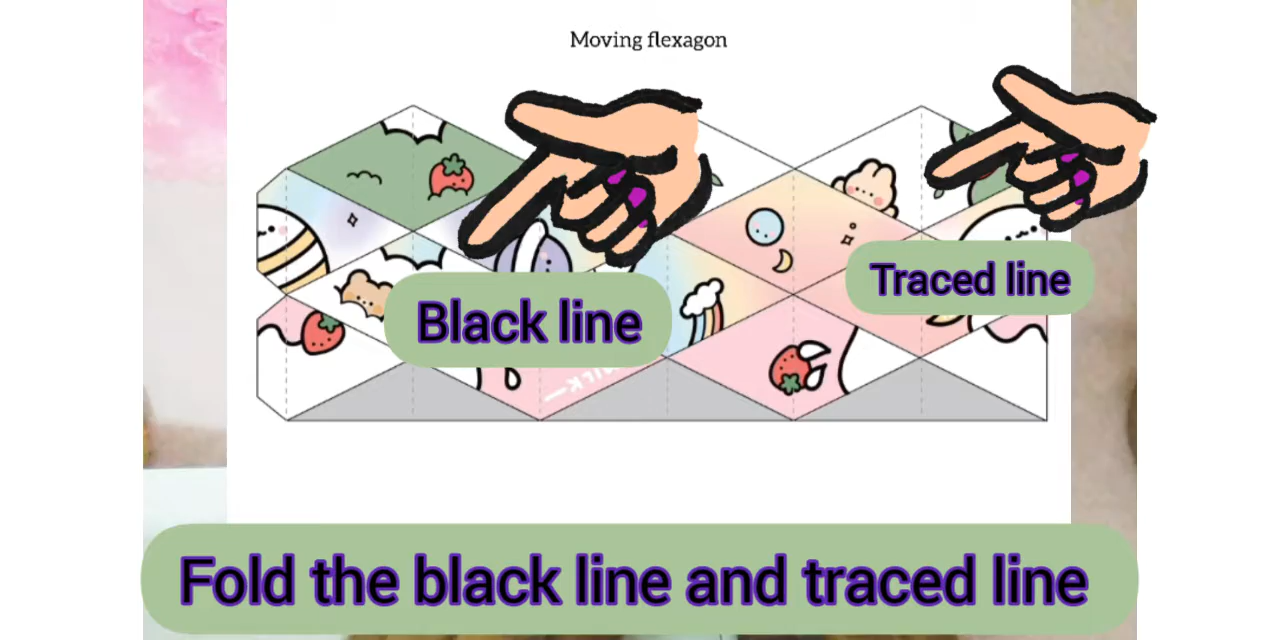 Moving flexagon
Traced line
Black line
Fold the black line and traced line